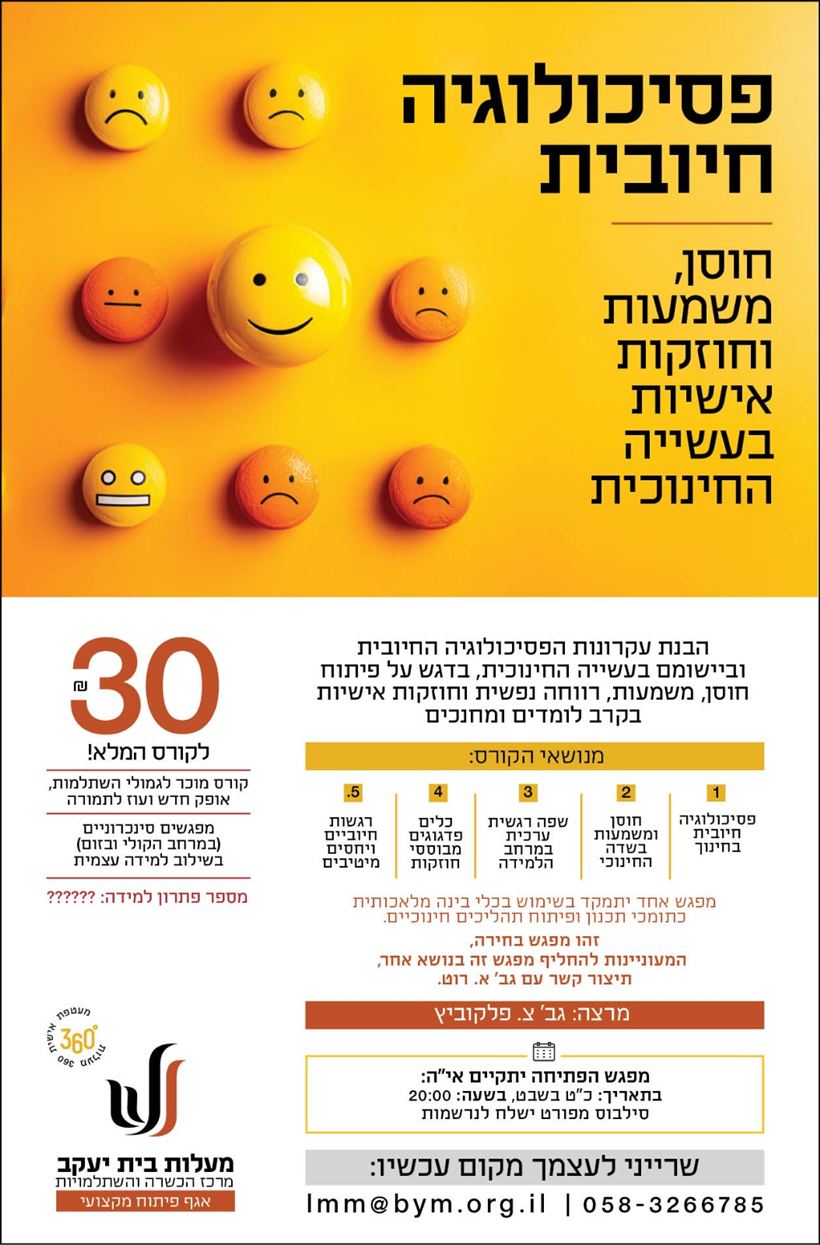 פסיכולוגיה
חיובית
חוסן,
משמעות
וחוזקות
אישיות
בעשייה
החינוכית
הבנת עקרונות הפסיכולוגיה החיובית
וביישומם בעשייה החינוכית, בדגש על פיתוח
חוסן, משמעות, רווחה נפשית וחוזקות אישיות
בקרב לומדים ומחנכים
מנושאי הקורס:
1
פסיכולוגיה
חיובית
בחינוך
2
חוסן
ומשמעות
בשדה
החינוכי
3
שפה רגשית
ערכית
במרחב
הלמידה
4
כלים
פדגוגים
מבוססי
חוזקות
5.
רגשות
חיוביים
ויחסים
מיטיבים
מפגש אחד יתמקד בשימוש בכלי בינה מלאכותית
כתומכי תכנון ופיתוח תהליכים חינוכיים.
זהו מפגש בחירה,
המעוניינות להחליף מפגש זה בנושא אחר,
תיצור קשר עם גב' א. רוט.
מרצה: גב' צ. פלקוביץ
מפגש הפתיחה יתקיים אי"ה:
בתאריך: כ"ט בשבט, בשעה: 20:00
סילבוס מפורט ישלח לנרשמות
שרייני לעצמך מקום עכשיו:
lmm@bym.org.il | 058-3266785
30 ₪
לקורס המלא!
קורס מוכר לגמולי השתלמות,
אופק חדש ועוז לתמורה
מפגשים סינכרוניים
(במרחב הקולי ובזום)
בשילוב למידה עצמית
מספר פתרון למידה: ??????
מעטפת אישית 360 מעלות
360°
מעלות בית יעקב
מרכז הכשרה והשתלמויות
אגף פיתוח מקצועי